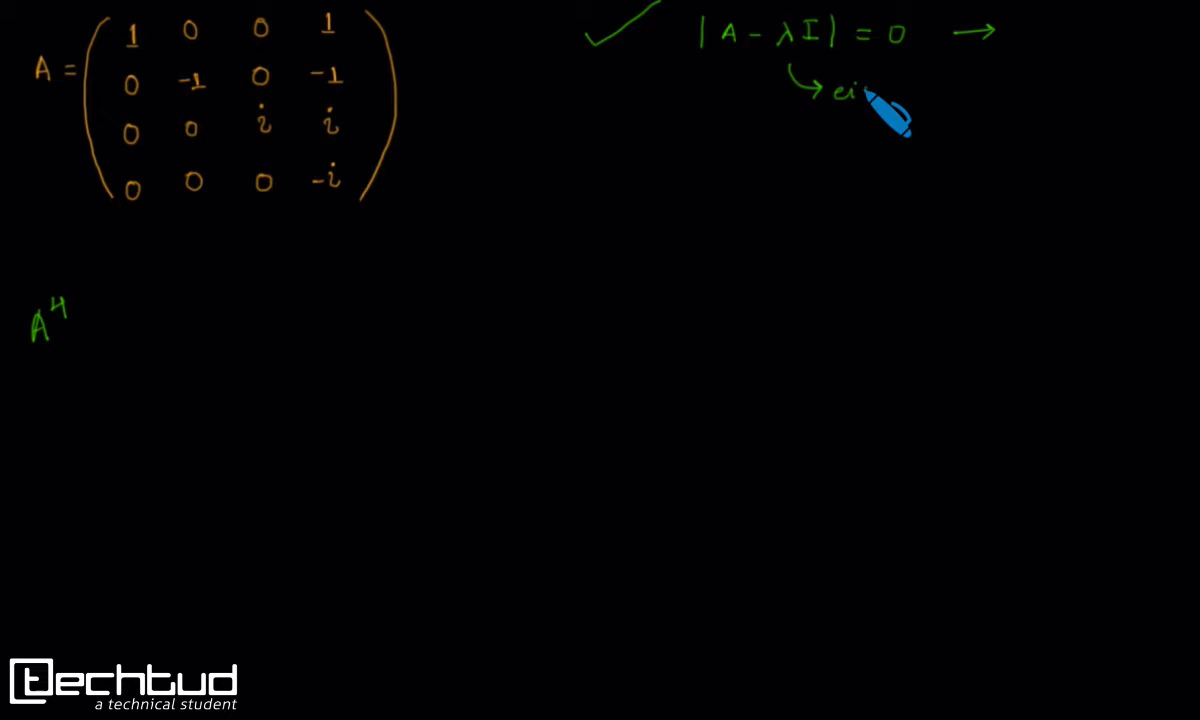 A = ( 1 0 0 1
0 -1 0 -1
0 0 i i
0 0 0 -i )
✓ |A - λI| = 0 →
↳ ei
A⁴
techtud
a technical student